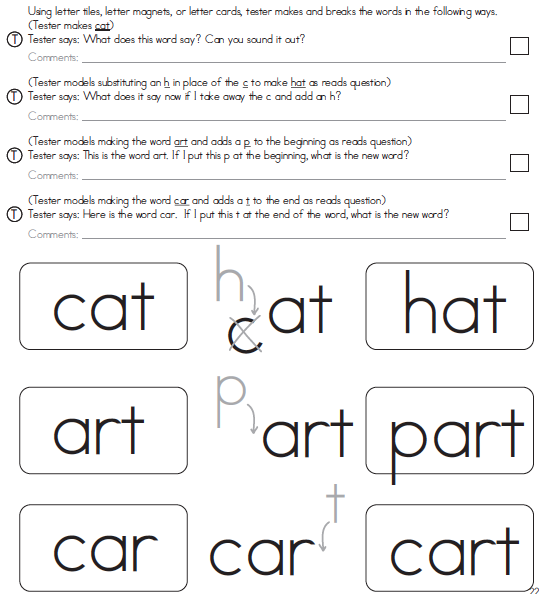 Using letter tiles, letter magnets, or letter cards, tester makes and breaks the words in the following ways.
(Tester makes cat)
T Tester says: What does this word say? Can you sound it out?
Comments:
(Tester models substituting an h in place of the c to make hat as reads question)
T Tester says: What does it say now if I take away the c and add an h?
Comments:
(Tester models making the word art and adds a p to the beginning as reads question)
T Tester says: This is the word art. If I put this p at the beginning, what is the new word?
Comments:
(Tester models making the word car and adds a t to the end as reads question)
T Tester says: Here is the word car. If I put this t at the end of the word, what is the new word?
Comments:
cat h c at hat
art p art part
car car t cart
22